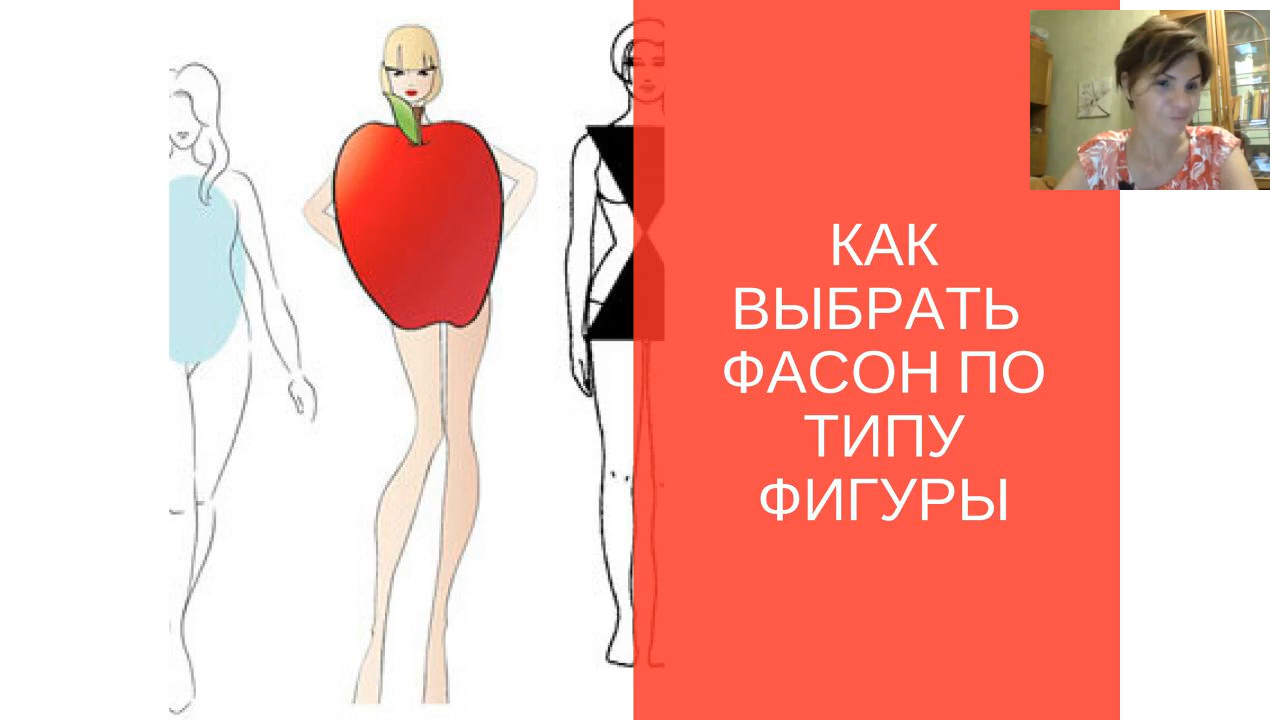 КАК
ВЫБРАТЬ
ФАСОН ПО
ТИПУ
ФИГУРЫ